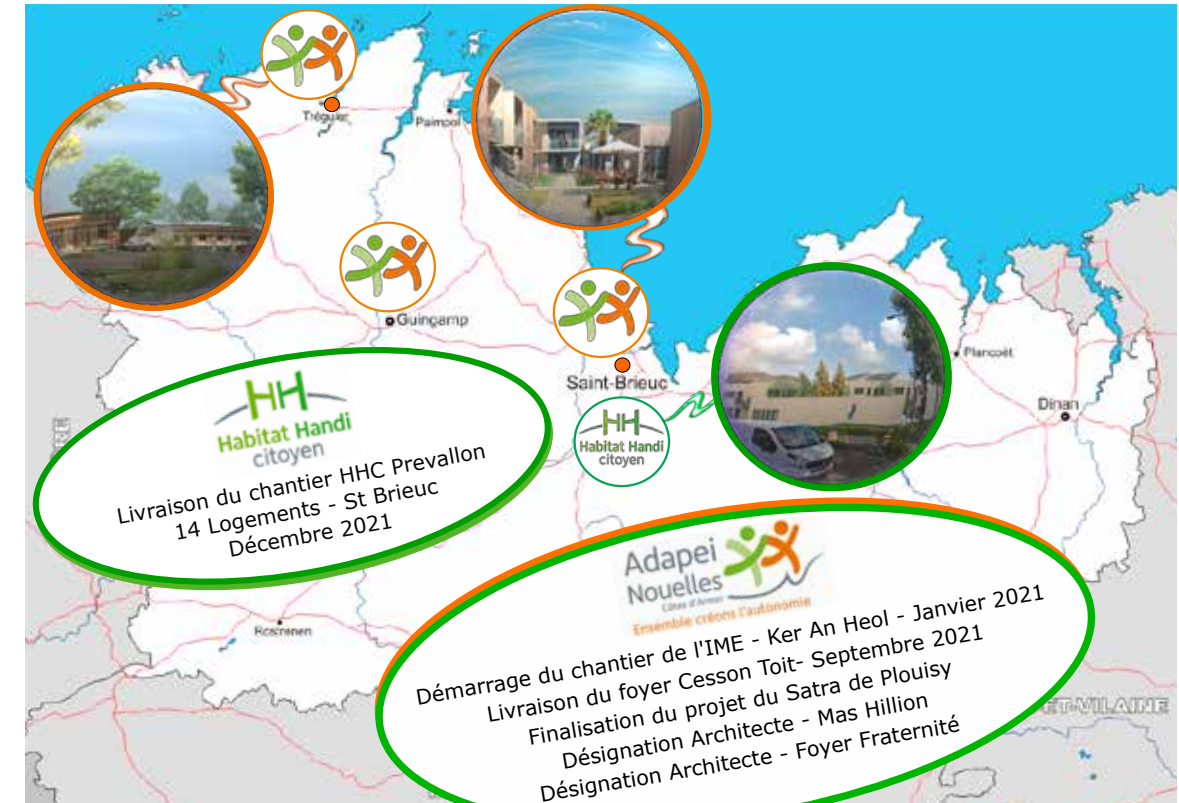 Tréguier
Paimpol
Guingamp
Saint-Brieuc
Plancoët
Dinan
HH
Habitat Handi
citoyen
HH
Habitat Handi
citoyen
Livraison du chantier HHC Prevallon
14 Logements - St Brieuc
Décembre 2021
Adapei
Nouelles
Côtes d'Armor
Ensemble créons l'autonomie
Démarrage du chantier de l'IME - Ker An Heol - Janvier 2021
Livraison du foyer Cesson Toit- Septembre 2021
Finalisation du projet du Satra de Plouisy
Désignation Architecte - Mas Hillion
Désignation Architecte - Foyer Fraternité
Rostrenen
ET-VILAINE